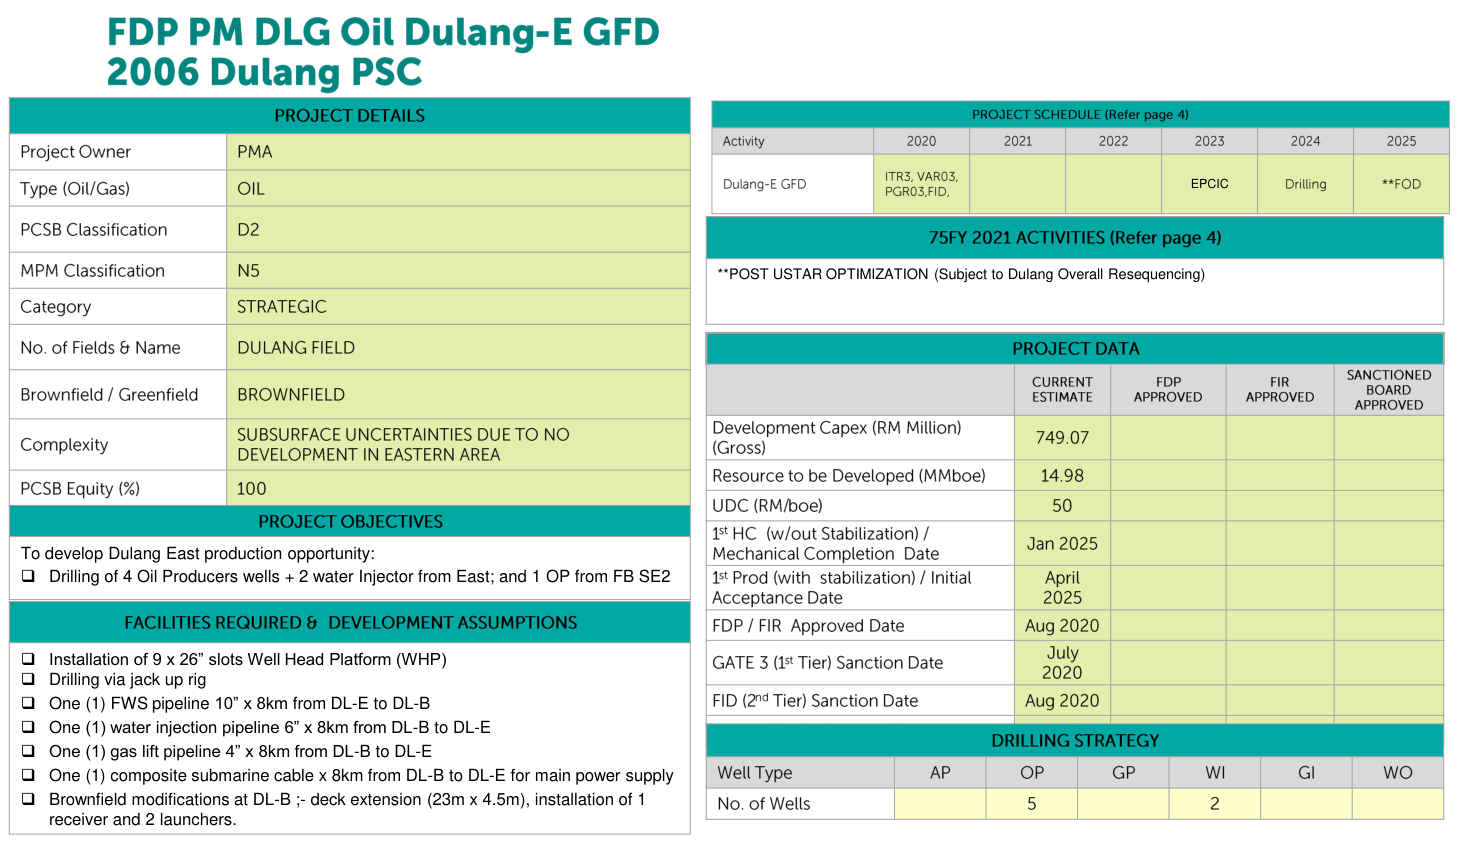 FDP PM DLG Oil Dulang-E GFD
2006 Dulang PSC
PROJECT DETAILS
Project Owner PMA
Type (Oil/Gas) OIL
PCSB Classification D2
MPM Classification N5
Category STRATEGIC
No. of Fields & Name DULANG FIELD
Brownfield / Greenfield BROWNFIELD
Complexity SUBSURFACE UNCERTAINTIES DUE TO NO
DEVELOPMENT IN EASTERN AREA
PCSB Equity (%) 100
PROJECT OBJECTIVES
To develop Dulang East production opportunity:
❑ Drilling of 4 Oil Producers wells + 2 water Injector from East; and 1 OP from FB SE2
FACILITIES REQUIRED & DEVELOPMENT ASSUMPTIONS
❑ Installation of 9 x 26” slots Well Head Platform (WHP)
❑ Drilling via jack up rig
❑ One (1) FWS pipeline 10” x 8km from DL-E to DL-B
❑ One (1) water injection pipeline 6” x 8km from DL-B to DL-E
❑ One (1) gas lift pipeline 4” x 8km from DL-B to DL-E
❑ One (1) composite submarine cable x 8km from DL-B to DL-E for main power supply
❑ Brownfield modifications at DL-B ;- deck extension (23m x 4.5m), installation of 1
receiver and 2 launchers.
PROJECT SCHEDULE (Refer page 4)
Activity 2020 2021 2022 2023 2024 2025
Dulang-E GFD ITR3, VAR03,
PGR03,FID, EPCIC Drilling **FOD
75FY 2021 ACTIVITIES (Refer page 4)
**POST USTAR OPTIMIZATION (Subject to Dulang Overall Resequencing)
PROJECT DATA
CURRENT
ESTIMATE FDP
APPROVED FIR
APPROVED SANCTIONED
BOARD
APPROVED
Development Capex (RM Million)
(Gross) 749.07
Resource to be Developed (MMboe) 14.98
UDC (RM/boe) 50
1st HC (w/out Stabilization) /
Mechanical Completion Date Jan 2025
1st Prod (with stabilization) / Initial
Acceptance Date April
2025
FDP / FIR Approved Date Aug 2020
GATE 3 (1st Tier) Sanction Date July
2020
FID (2nd Tier) Sanction Date Aug 2020
DRILLING STRATEGY
Well Type AP OP GP WI GI WO
No. of Wells 5 2